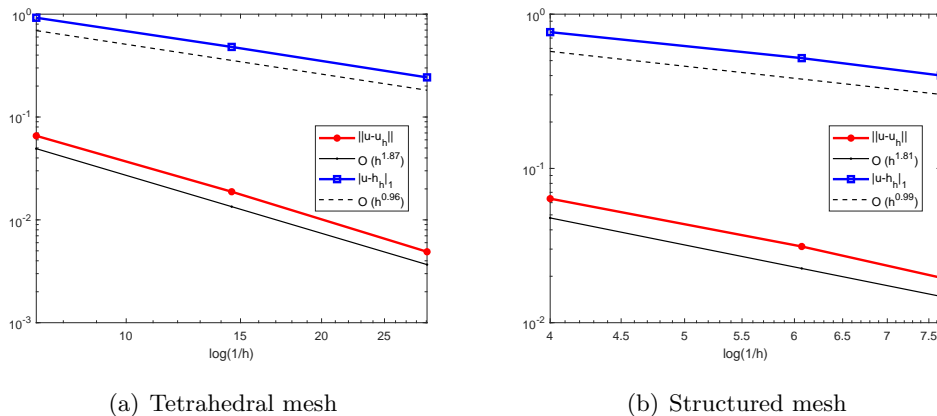 10^0
10^-1
10^-2
10^-3
10
15
20
25
log(1/h)
||u-u_h||
O (h^1.87)
|u-h_h|_1
O (h^0.96)
(a) Tetrahedral mesh
10^0
10^-1
10^-2
4
4.5
5
5.5
6
6.5
7
7.5
log(1/h)
||u-u_h||
O (h^1.81)
|u-h_h|_1
O (h^0.99)
(b) Structured mesh